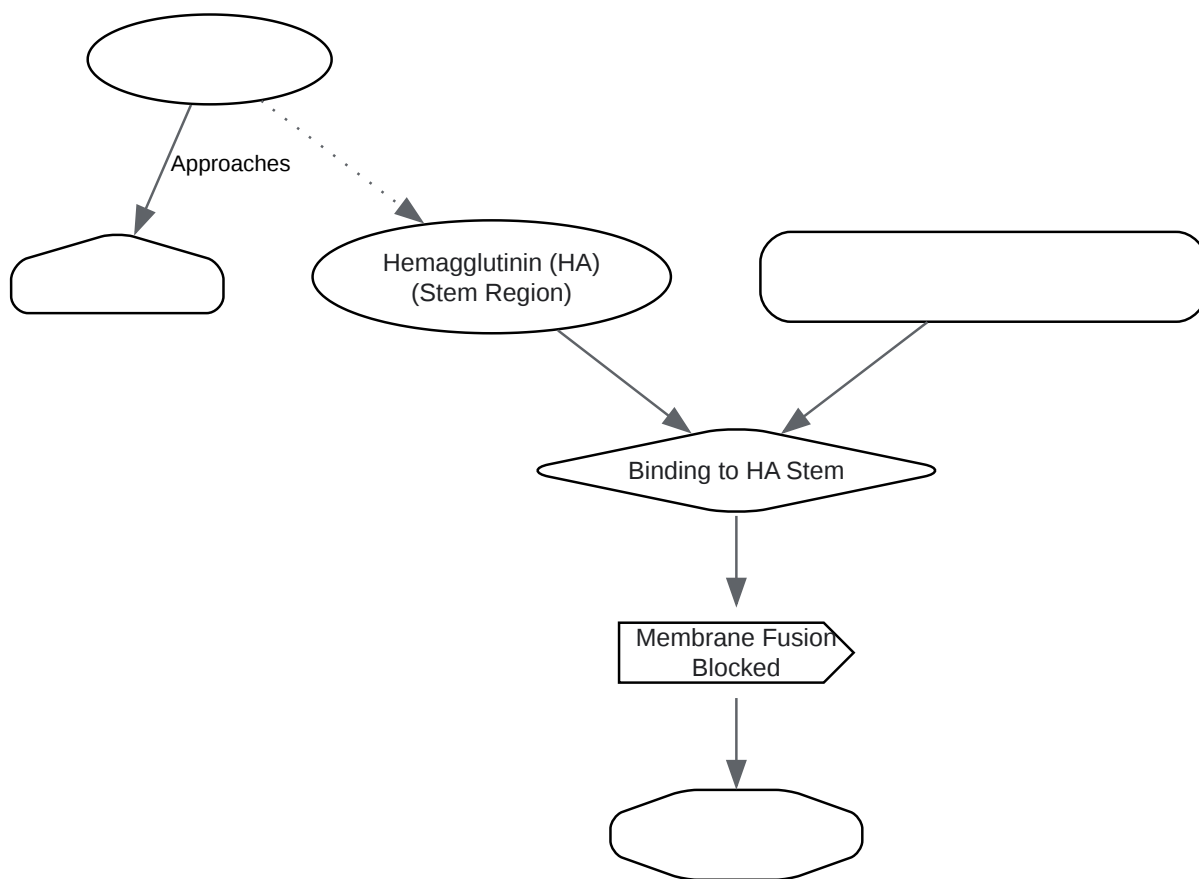 Approaches
Hemagglutinin (HA)
(Stem Region)
Binding to HA Stem
Membrane Fusion
Blocked